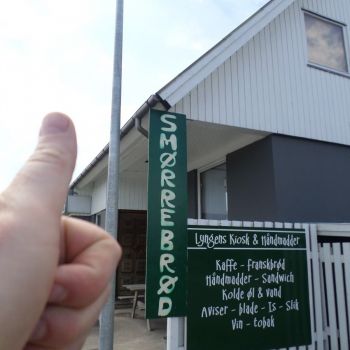 SMØRREBRØD
Lyngens Kiosk & Håndmadder
Kaffe - Franskbrød
Håndmadder - Sandwich
Kolde øl & vand
Aviser - blade - Is - Slik
Vin - tobak